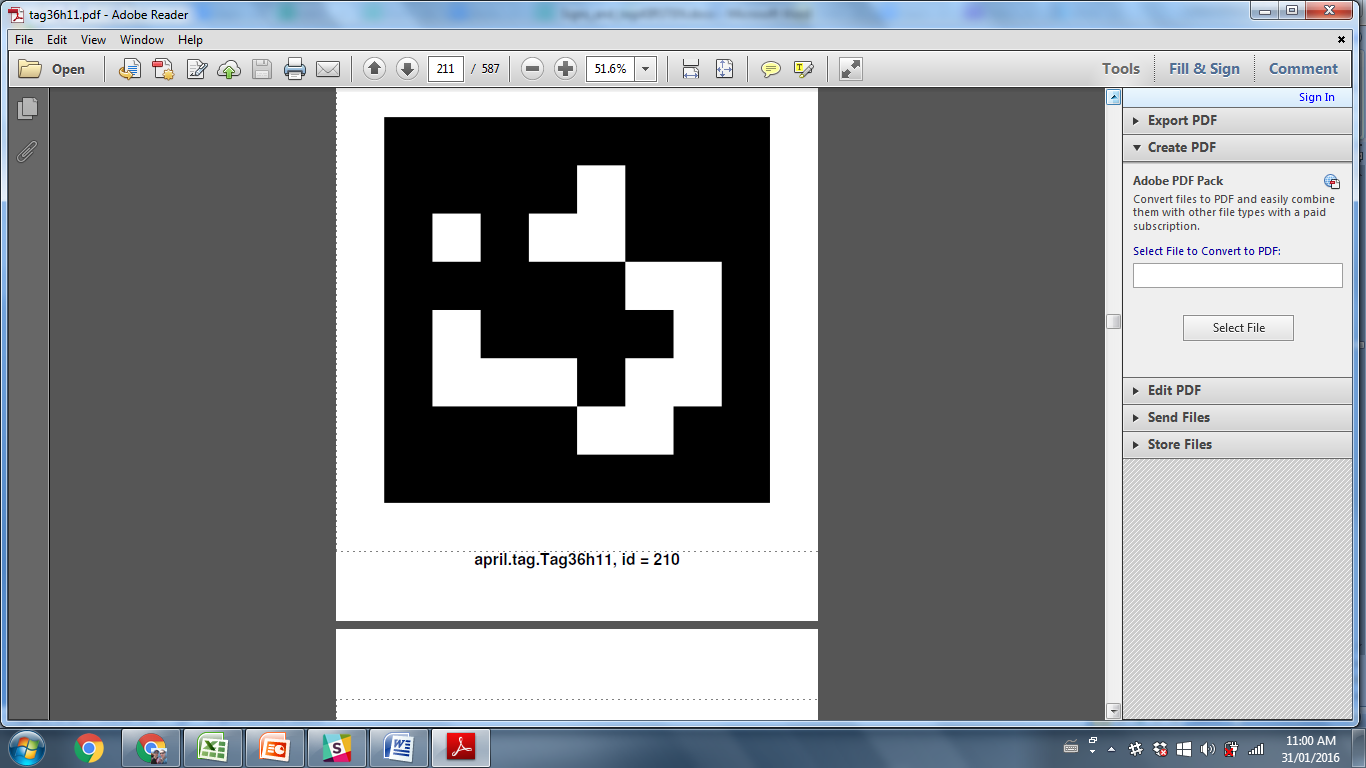 tag36h11.pdf - Adobe Reader
File Edit View Window Help
Open 211 / 587 51.6% Tools Fill & Sign Comment
Sign In
Export PDF
Create PDF
Adobe PDF Pack
Convert files to PDF and easily combine
them with other file types with a paid
subscription.
Select File to Convert to PDF:
Select File
Edit PDF
Send Files
Store Files
april.tag.Tag36h11, id = 210
11:00 AM
31/01/2016